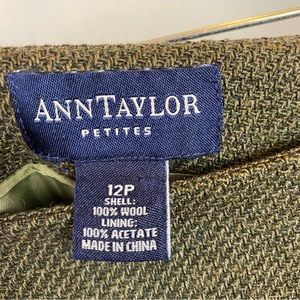 ANNTAYLOR
PETITES
12P
SHELL:
100% WOOL
LINING:
100% ACETATE
MADE IN CHINA